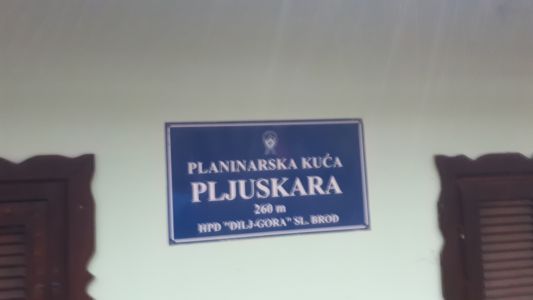 PLANINARSKA KUĆA
PLJUSKARA
260 m
HPD "DILJ-GORA" SL. BROD